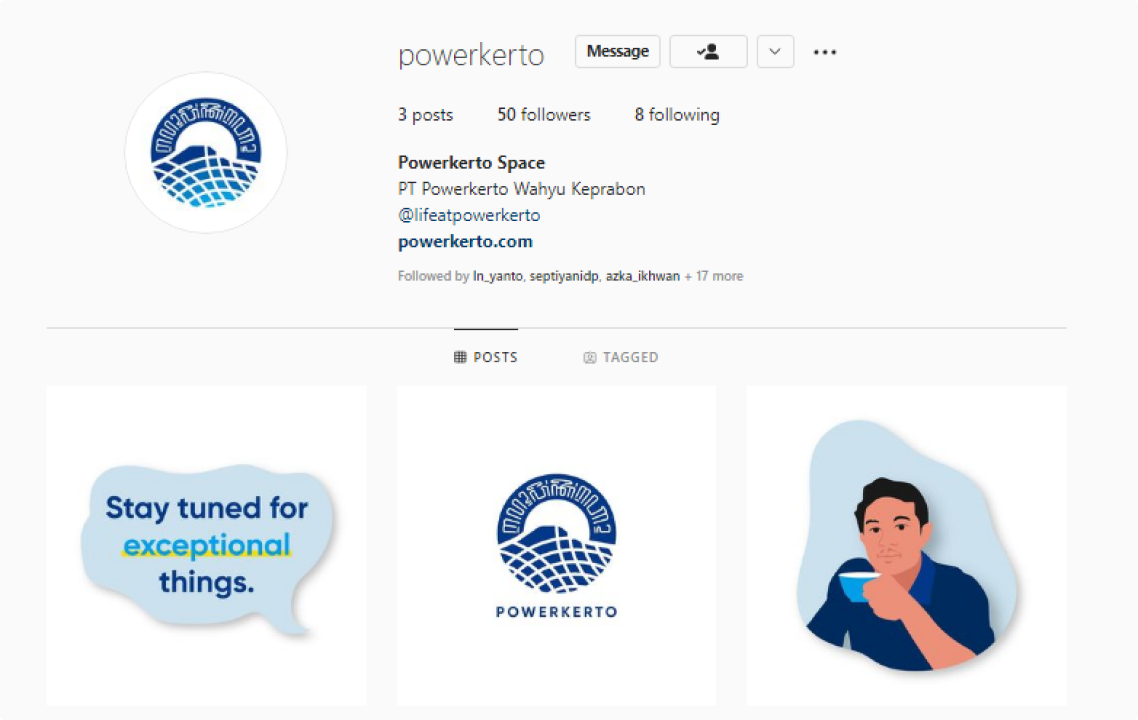 powerkerto
Message
3 posts
50 followers
8 following
Powerkerto Space
PT Powerkerto Wahyu Keprabon
@lifeatpowerkerto
powerkerto.com
Followed by ln_yanto, septiyanidp, azka_ikhwan + 17 more
POSTS
TAGGED
Stay tuned for
exceptional
things.
POWERKERTO